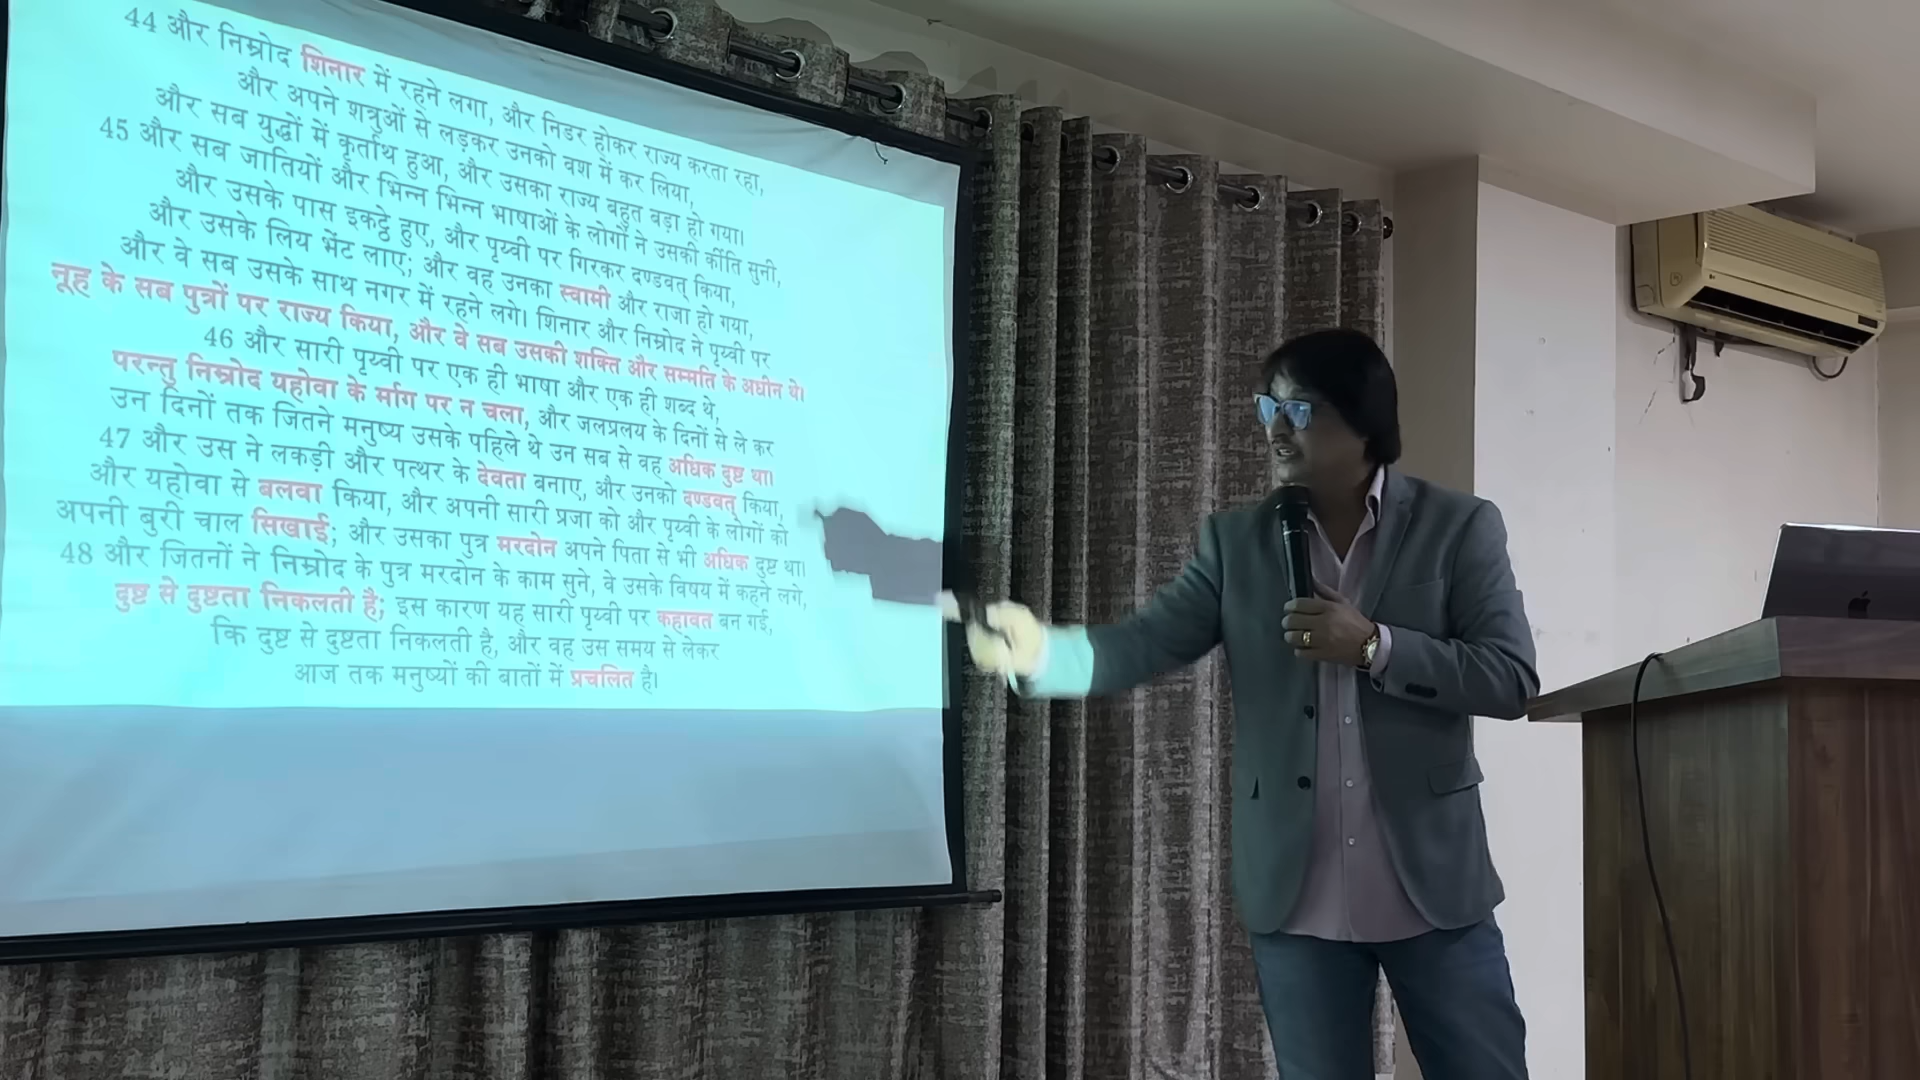 44 और निम्रोद शिनार में रहने लगा, और निडर होकर राज्य करता रहा,
और अपने शत्रुओं से लड़कर उनको वश में कर लिया,
और सब युद्धों में कृर्ताथ हुआ, और उसका राज्य बहुत बड़ा हो गया।
45 और सब जातियों और भिन्न भिन्न भाषाओं के लोगों ने उसकी र्कीति सुनी,
और उसके पास इकट्ठे हुए, और पृथ्वी पर गिरकर दण्डवत् किया,
और उसके लिय भेंट लाए; और वह उनका स्वामी और राजा हो गया,
और वे सब उसके साथ नगर में रहने लगे। शिनार और निम्रोद ने पृथ्वी पर
नूह के सब पुत्रों पर राज्य किया, और वे सब उसकी शक्ति और सम्मति के अधीन थे।
46 और सारी पृथ्वी पर एक ही भाषा और एक ही शब्द थे,
परन्तु निम्रोद यहोवा के र्माग पर न चला, और जलप्रलय के दिनों से ले कर
उन दिनों तक जितने मनुष्य उसके पहिले थे उन सब से वह अधिक दुष्ट था।
47 और उस ने लकड़ी और पत्थर के देवता बनाए, और उनको दण्डवत् किया,
और यहोवा से बलवा किया, और अपनी सारी प्रजा को और पृथ्वी के लोगों को
अपनी बुरी चाल सिखाई; और उसका पुत्र मरदोन अपने पिता से भी अधिक दुष्ट था।
48 और जितनों ने निम्रोद के पुत्र मरदोन के काम सुने, वे उसके विषय में कहने लगे,
दुष्ट से दुष्टता निकलती है; इस कारण यह सारी पृथ्वी पर कहावत बन गई,
कि दुष्ट से दुष्टता निकलती है, और वह उस समय से लेकर
आज तक मनुष्यों की बातों में प्रचलित है।